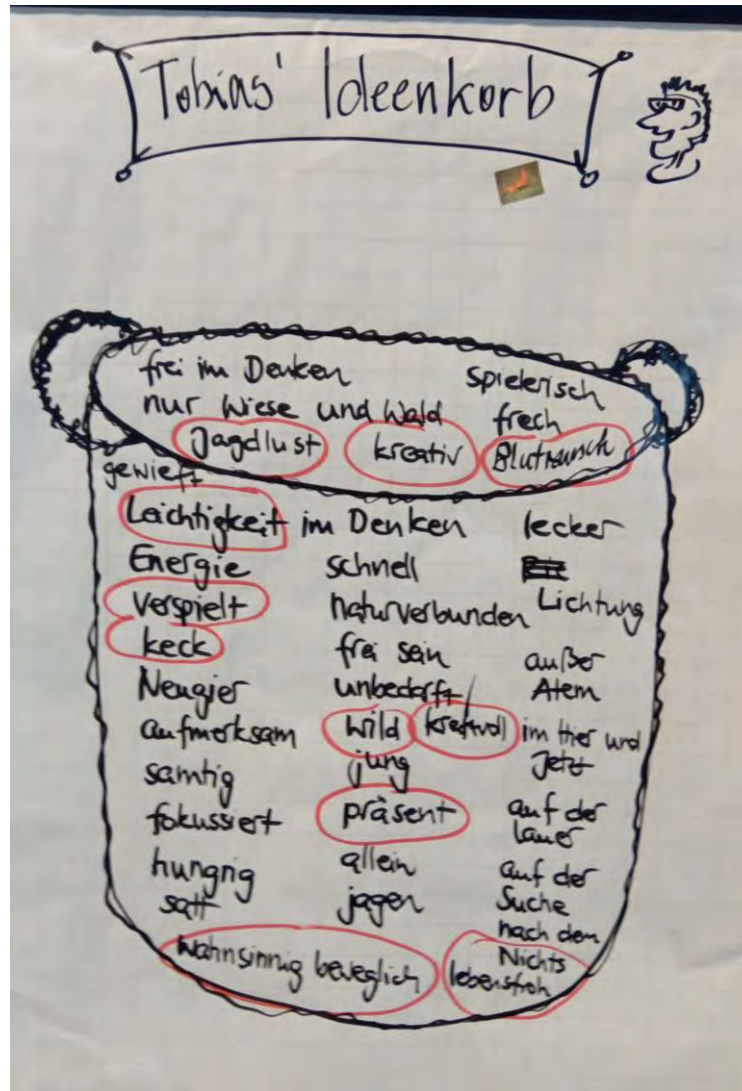 Tobias' Ideenkorb
frei im Denken spielerisch
nur Wiese und Wald frech
Jagdlust kreativ Blutrausch
gewieft
Leichtigkeit im Denken lecker
Energie schnell
verspielt naturverbunden Lichtung
keck frei sein außer
Neugier unbedarft Atem
aufmerksam wild kraftvoll im Hier und
samtig jung Jetzt
fokussiert präsent auf der
Lauer
hungrig allein auf der
satt jagen Suche
nach dem
wahnsinnig beweglich Nichts
lebensfroh